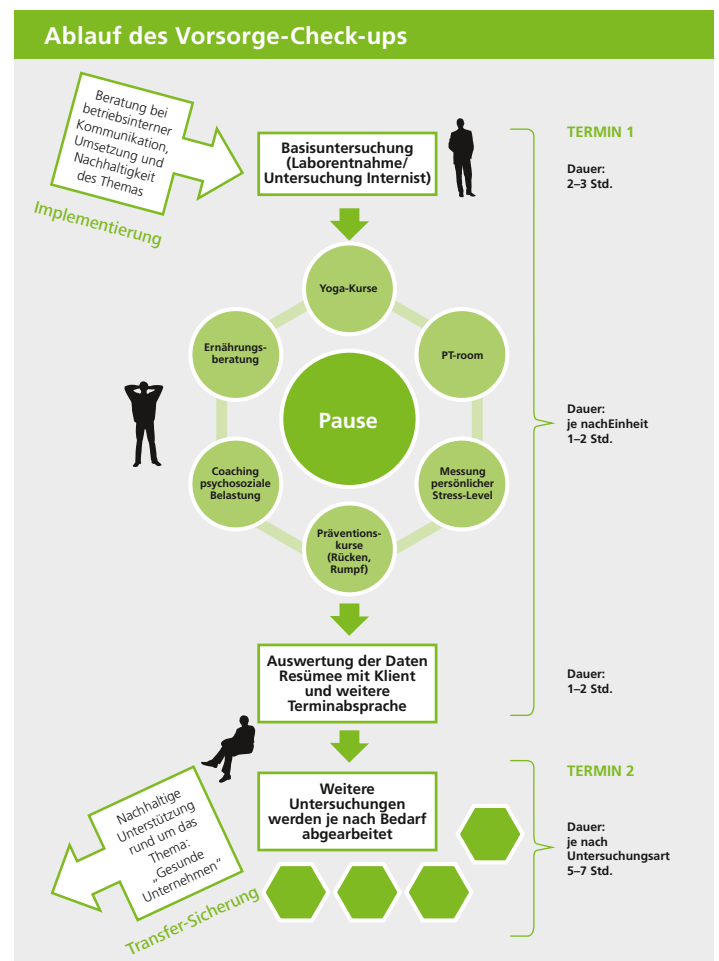 Ablauf des Vorsorge-Check-ups
Beratung bei
betriebsinterner
Kommunikation,
Umsetzung und
Nachhaltigkeit
des Themas
Implementierung
Basisuntersuchung
(Laborentnahme/
Untersuchung Internist)
TERMIN 1
Dauer:
2–3 Std.
Yoga-Kurse
Ernährungs-
beratung
PT-room
Pause
Dauer:
je nachEinheit
1–2 Std.
Coaching
psychosoziale
Belastung
Messung
persönlicher
Stress-Level
Präventions-
kurse
(Rücken,
Rumpf)
Auswertung der Daten
Resümee mit Klient
und weitere
Terminabsprache
Dauer:
1–2 Std.
Weitere
Untersuchungen
werden je nach Bedarf
abgearbeitet
TERMIN 2
Dauer:
je nach
Untersuchungsart
5–7 Std.
Nachhaltige
Unterstützung
rund um das
Thema:
„Gesunde
Unternehmen“
Transfer-Sicherung